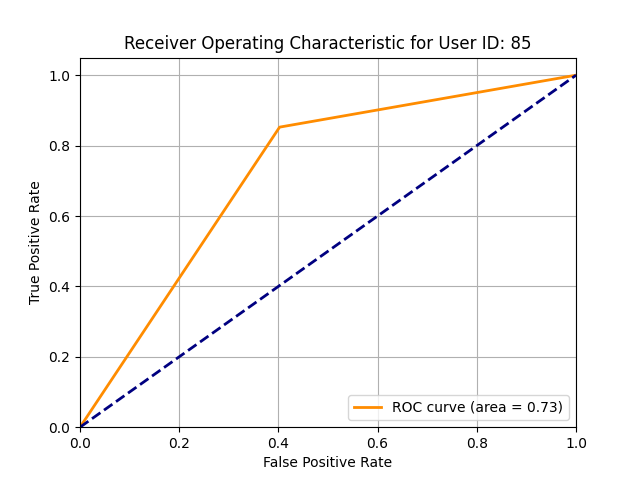 Receiver Operating Characteristic for User ID: 85
True Positive Rate
1.0
0.8
0.6
0.4
0.2
0.0
ROC curve (area = 0.73)
0.0 0.2 0.4 0.6 0.8 1.0
False Positive Rate